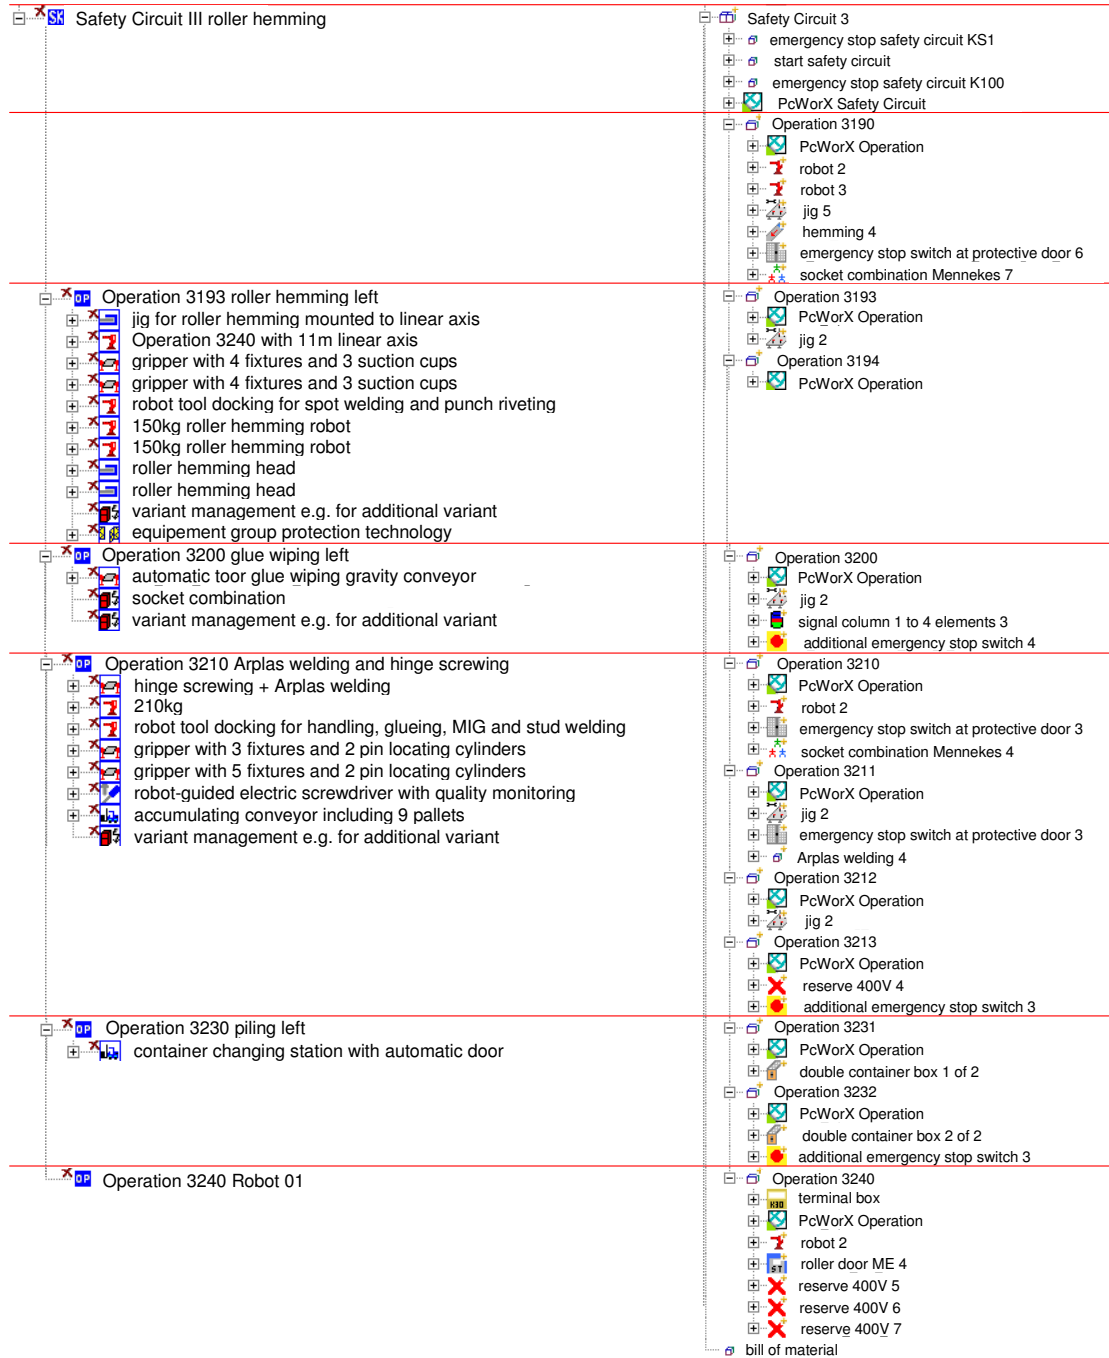 SK Safety Circuit III roller hemming
Safety Circuit 3
emergency stop safety circuit KS1
start safety circuit
emergency stop safety circuit K100
PcWorX Safety Circuit
Operation 3190
PcWorX Operation
robot 2
robot 3
jig 5
hemming 4
emergency stop switch at protective door 6
socket combination Mennekes 7
OP Operation 3193 roller hemming left
jig for roller hemming mounted to linear axis
Operation 3240 with 11m linear axis
gripper with 4 fixtures and 3 suction cups
gripper with 4 fixtures and 3 suction cups
robot tool docking for spot welding and punch riveting
150kg roller hemming robot
150kg roller hemming robot
roller hemming head
roller hemming head
variant management e.g. for additional variant
equipement group protection technology
Operation 3193
PcWorX Operation
jig 2
Operation 3194
PcWorX Operation
OP Operation 3200 glue wiping left
automatic toor glue wiping gravity conveyor
socket combination
variant management e.g. for additional variant
Operation 3200
PcWorX Operation
jig 2
signal column 1 to 4 elements 3
additional emergency stop switch 4
OP Operation 3210 Arplas welding and hinge screwing
hinge screwing + Arplas welding
210kg
robot tool docking for handling, glueing, MIG and stud welding
gripper with 3 fixtures and 2 pin locating cylinders
gripper with 5 fixtures and 2 pin locating cylinders
robot-guided electric screwdriver with quality monitoring
accumulating conveyor including 9 pallets
variant management e.g. for additional variant
Operation 3210
PcWorX Operation
robot 2
emergency stop switch at protective door 3
socket combination Mennekes 4
Operation 3211
PcWorX Operation
jig 2
emergency stop switch at protective door 3
Arplas welding 4
Operation 3212
PcWorX Operation
jig 2
Operation 3213
PcWorX Operation
reserve 400V 4
additional emergency stop switch 3
OP Operation 3230 piling left
container changing station with automatic door
Operation 3231
PcWorX Operation
double container box 1 of 2
Operation 3232
PcWorX Operation
double container box 2 of 2
additional emergency stop switch 3
OP Operation 3240 Robot 01
Operation 3240
terminal box
PcWorX Operation
robot 2
ST roller door ME 4
reserve 400V 5
reserve 400V 6
reserve 400V 7
bill of material